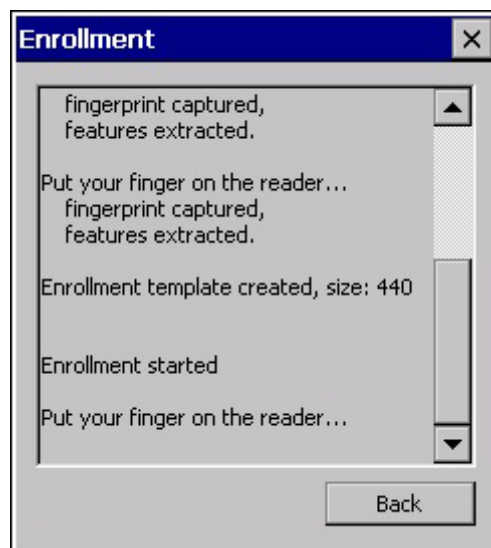 Enrollment
fingerprint captured,
features extracted.
Put your finger on the reader...
fingerprint captured,
features extracted.
Enrollment template created, size: 440
Enrollment started
Put your finger on the reader...
Back